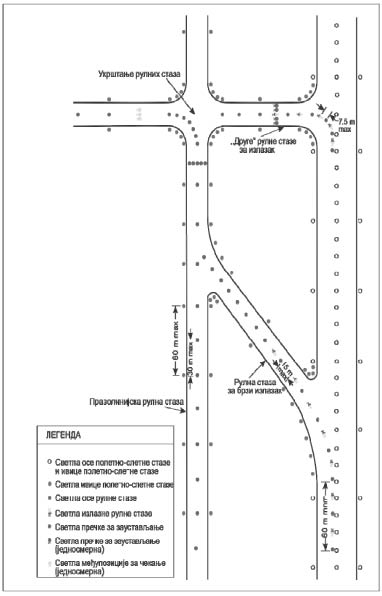 Укрштање рулних стаза
7.5 m
max
„Друге" рулне стазе
за излазак
60 m max
30 m max
15 m
max
Рулна стаза
за брзи излазак
Празолинијска рулна стаза
60 m
ЛЕГЕНДА
Светла осе полетно-слетне стазе
и ивице полетно-слетне стазе
Светла ивице полетно-слетне стазе
Светла осе рулне стазе
Светла излазне рулне стазе
Светла пречке за заустављање
Светла пречке за заустављање
(једносмерна)
Светла међупозиције за чекање
(једносмерна)